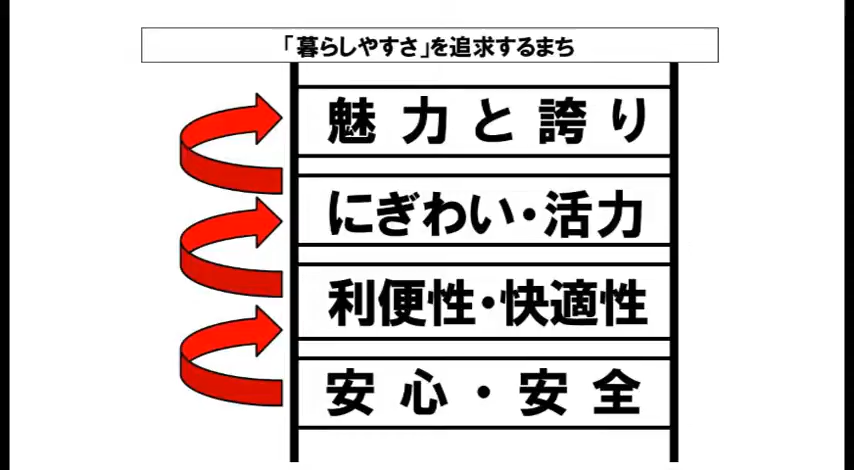 「暮らしやすさ」を追求するまち
魅力と誇り
にぎわい・活力
利便性・快適性
安心・安全